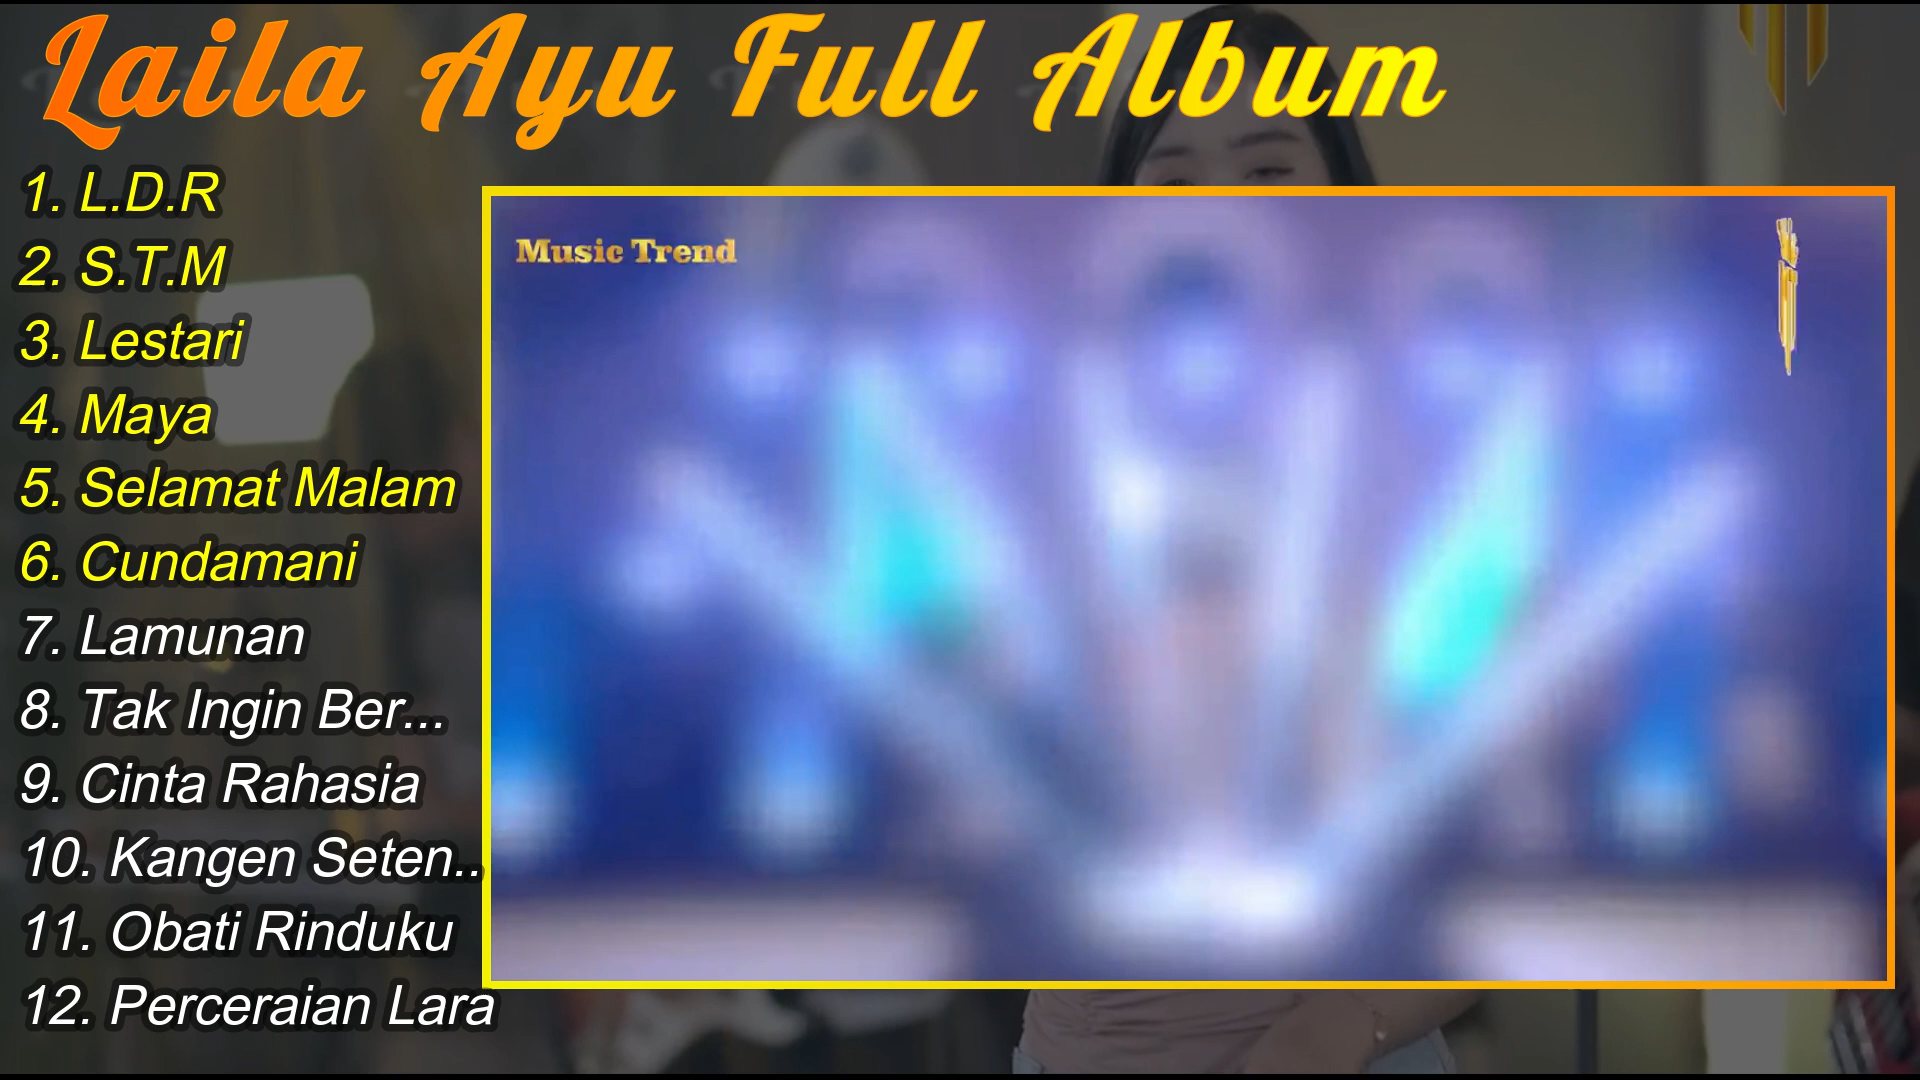 Laila Ayu Full Album
1. L.D.R
2. S.T.M
3. Lestari
4. Maya
5. Selamat Malam
6. Cundamani
7. Lamunan
8. Tak Ingin Ber...
9. Cinta Rahasia
10. Kangen Seten..
11. Obati Rinduku
12. Perceraian Lara
Music Trend